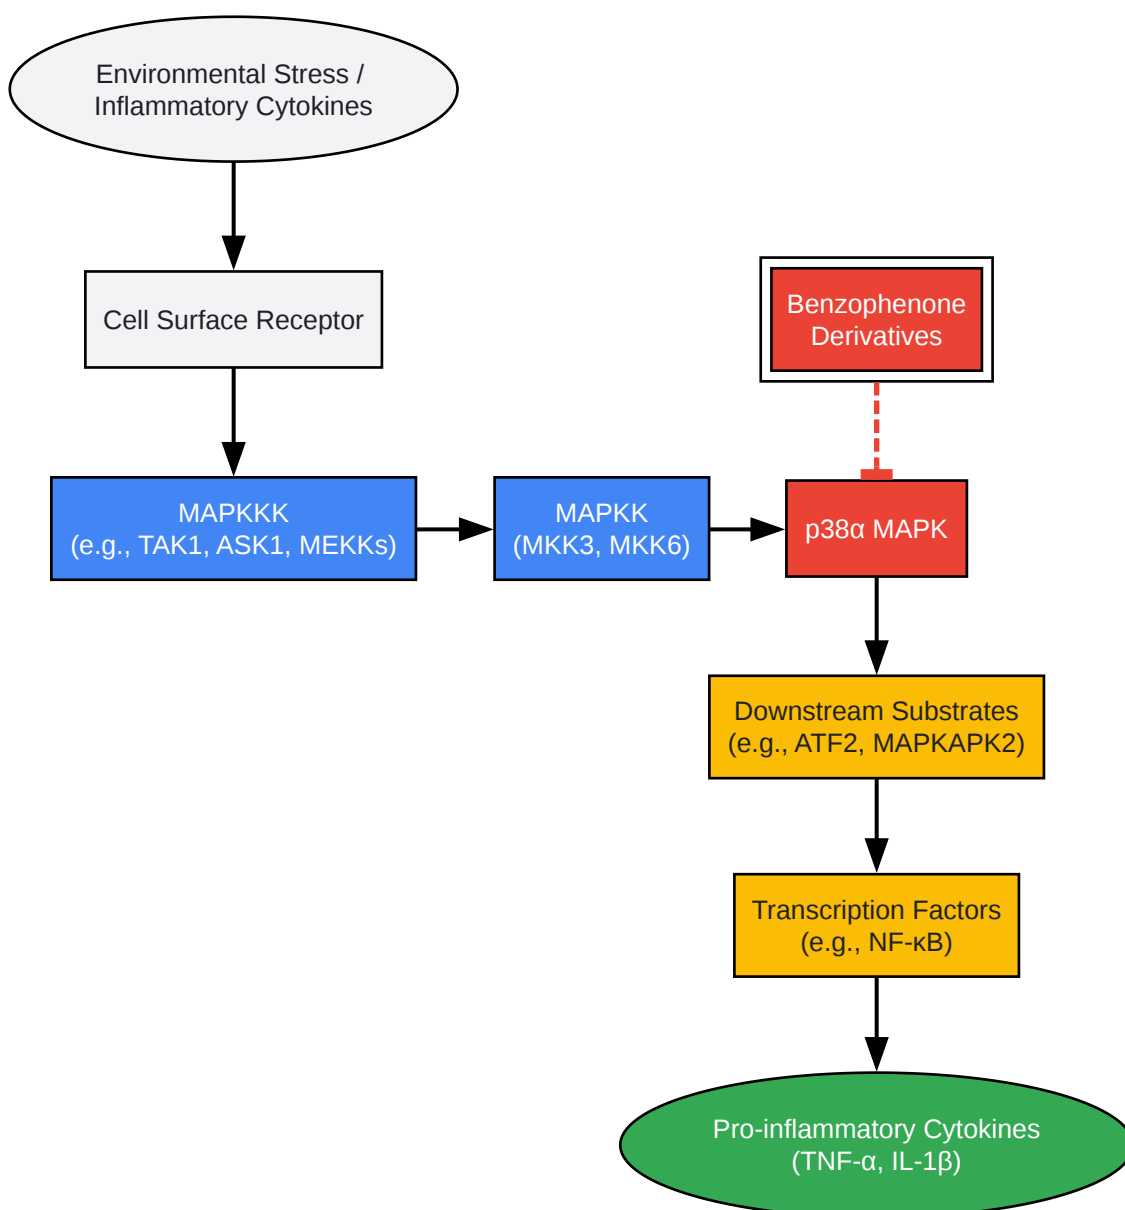 Environmental Stress /
Inflammatory Cytokines
Cell Surface Receptor
Benzophenone
Derivatives
MAPKKK
(e.g., TAK1, ASK1, MEKKs)
MAPKK
(MKK3, MKK6)
p38α MAPK
Downstream Substrates
(e.g., ATF2, MAPKAPK2)
Transcription Factors
(e.g., NF-κB)
Pro-inflammatory Cytokines
(TNF-α, IL-1β)